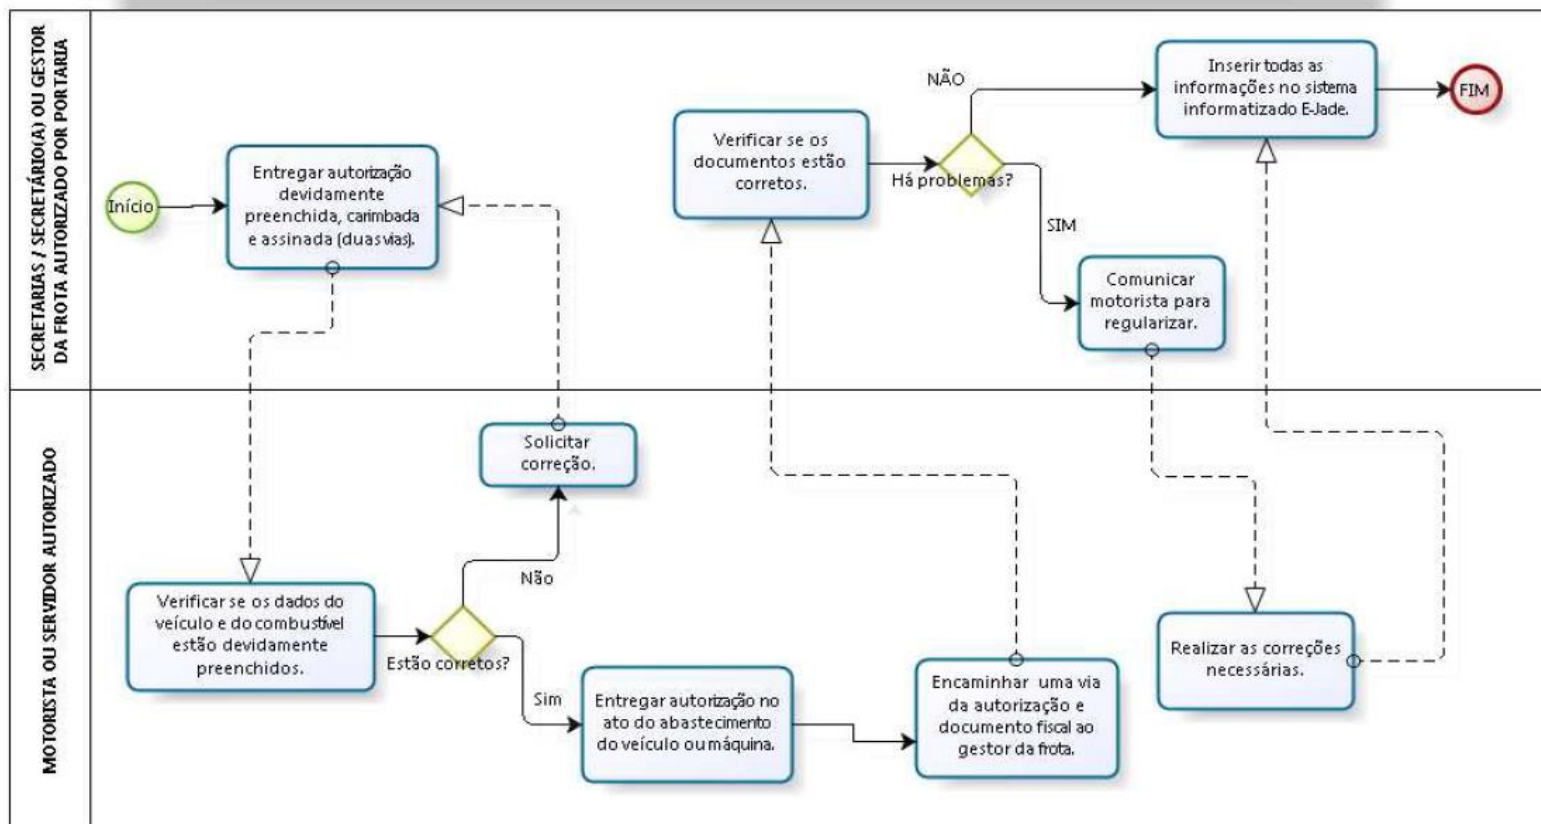 SECRETARIAS / SECRETÁRIO(A) OU GESTOR
DA FROTA AUTORIZADO POR PORTARIA
Início
Entregar autorização
devidamente
preenchida, carimbada
e assinada (duas vias).
Verificar se os
documentos estão
corretos.
Há problemas?
NÃO
SIM
Inserir todas as
informações no sistema
informatizado E-Jade.
FIM
Comunicar
motorista para
regularizar.
MOTORISTA OU SERVIDOR AUTORIZADO
Solicitar
correção.
Não
Verificar se os dados do
veículo e do combustível
estão devidamente
preenchidos.
Estão corretos?
Sim
Entregar autorização no
ato do abastecimento
do veículo ou máquina.
Encaminhar uma via
da autorização e
documento fiscal ao
gestor da frota.
Realizar as correções
necessárias.